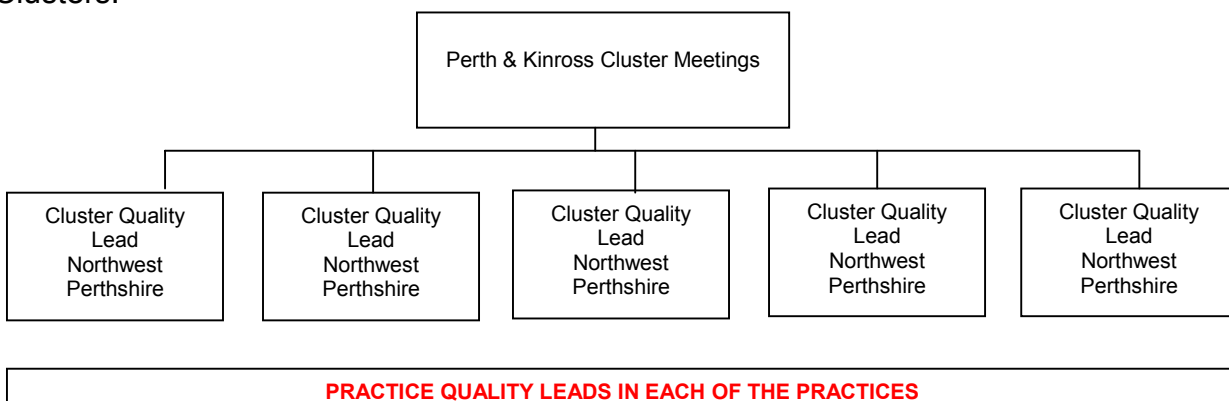 Clusters.
Perth & Kinross Cluster Meetings
Cluster Quality
Lead
Northwest
Perthshire
Cluster Quality
Lead
Northwest
Perthshire
Cluster Quality
Lead
Northwest
Perthshire
Cluster Quality
Lead
Northwest
Perthshire
Cluster Quality
Lead
Northwest
Perthshire
PRACTICE QUALITY LEADS IN EACH OF THE PRACTICES